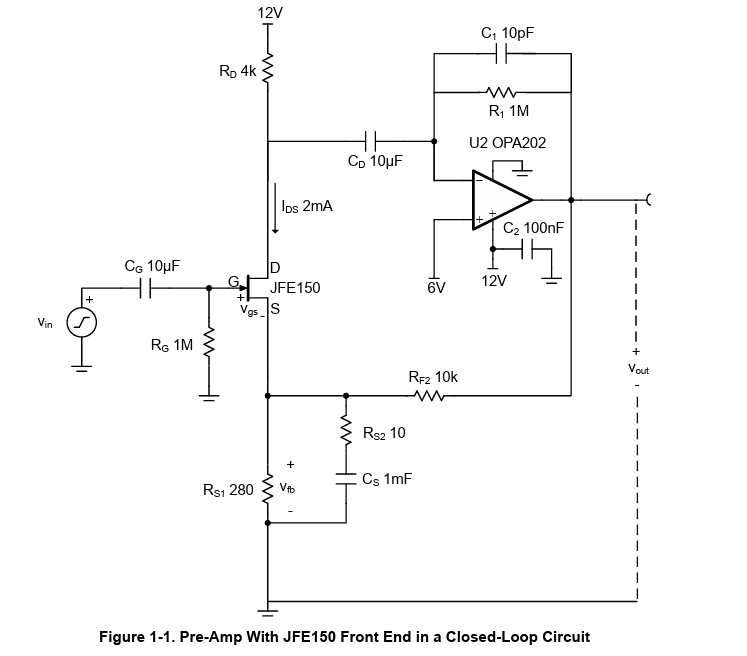 12V
C1 10pF
RD 4k
R1 1M
U2 OPA202
CD 10µF
−
IDS 2mA
+
+
C2 100nF
CG 10µF
D
6V
12V
G
JFE150
+
+
vgs
-
S
vin
RG 1M
+
RF2 10k
vout
-
RS2 10
+
RS1 280
vfb
CS 1mF
-
Figure 1-1. Pre-Amp With JFE150 Front End in a Closed-Loop Circuit